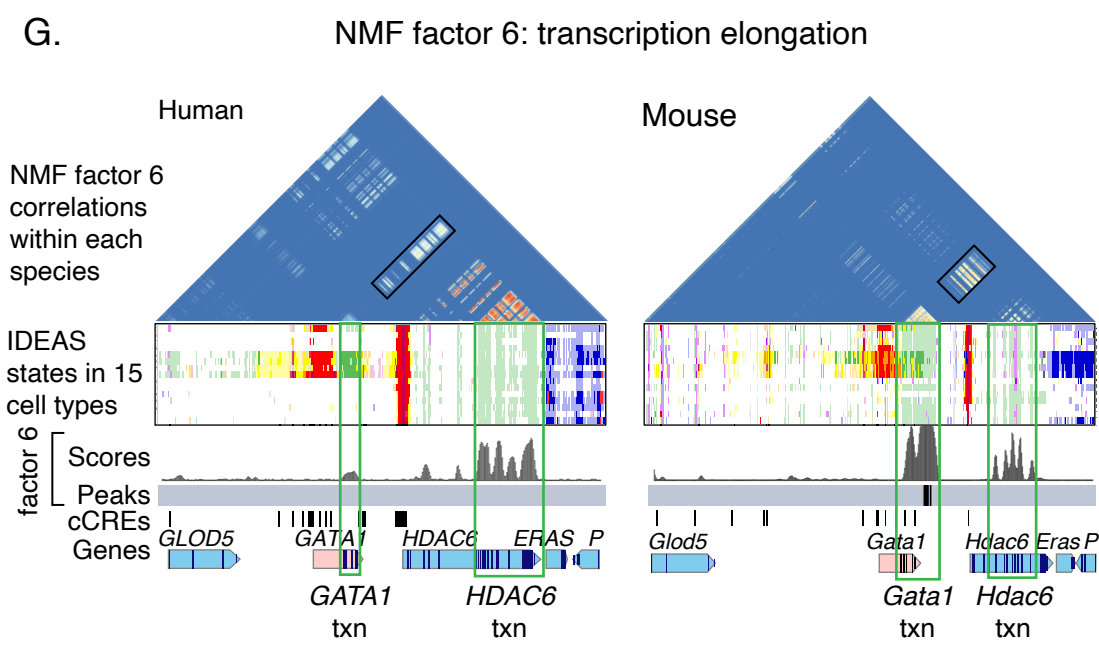 G.
NMF factor 6: transcription elongation
Human
Mouse
NMF factor 6
correlations
within each
species
IDEAS
states in 15
cell types
factor 6
Scores
Peaks
cCREs
Genes
GLOD5
GATA1
HDAC6
ERAS
P
Glod5
Gata1
Hdac6
Eras
P
GATA1
txn
HDAC6
txn
Gata1
txn
Hdac6
txn